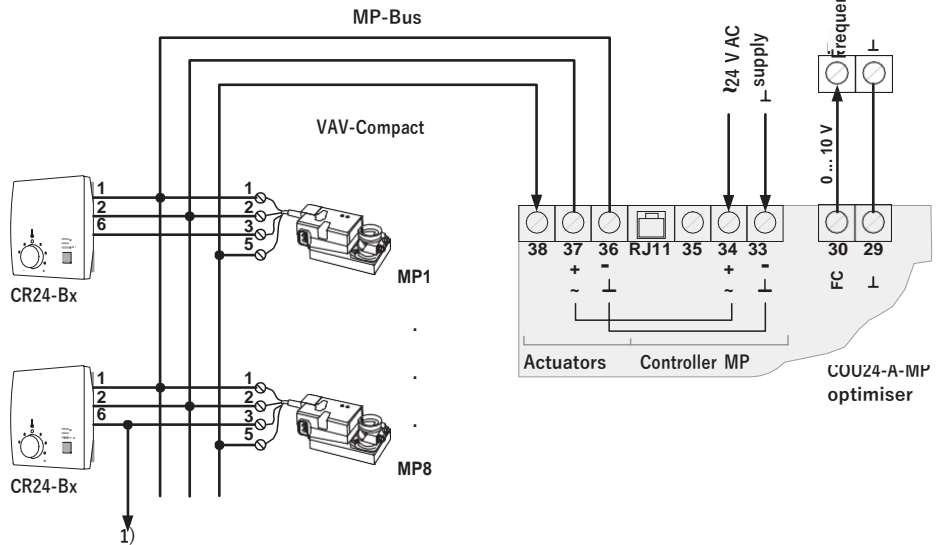 MP-Bus
VAV-Compact
~24 V AC
⊥ supply
⊥
0 ... 10 V
1
2
6
1
2
3
5
CR24-Bx
MP1
38 37 36 RJ11 35 34 33 30 29
+ - + -
~ ⊥ ~ ⊥
FC ⊥
Actuators Controller MP
COU24-A-MP
optimiser
1
2
6
1
2
3
5
CR24-Bx
MP8
1)